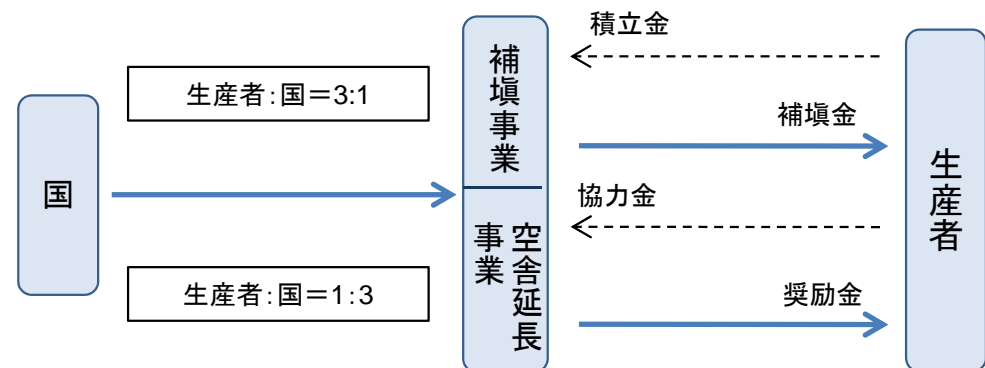 国
生産者：国＝3:1
生産者：国＝1：3
補塡事業
空舎延長
事業
積立金
補塡金
協力金
奨励金
生産者